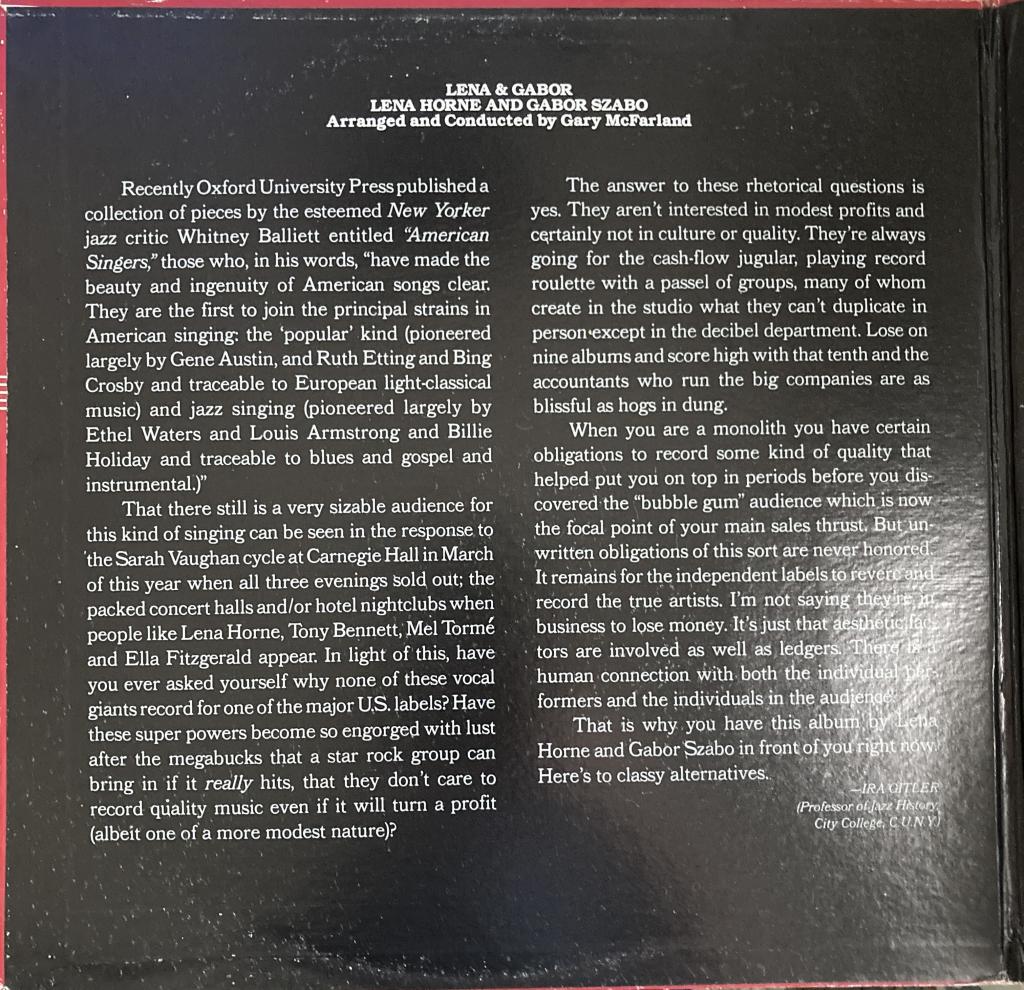 LENA & GABOR
LENA HORNE AND GABOR SZABO
Arranged and Conducted by Gary McFarland
Recently Oxford University Press published a
collection of pieces by the esteemed New Yorker
jazz critic Whitney Balliett entitled “American
Singers,” those who, in his words, “have made the
beauty and ingenuity of American songs clear.
They are the first to join the principal strains in
American singing: the ‘popular’ kind (pioneered
largely by Gene Austin, and Ruth Etting and Bing
Crosby and traceable to European light-classical
music) and jazz singing (pioneered largely by
Ethel Waters and Louis Armstrong and Billie
Holiday and traceable to blues and gospel and
instrumental.)”
That there still is a very sizable audience for
this kind of singing can be seen in the response to
the Sarah Vaughan cycle at Carnegie Hall in March
of this year when all three evenings sold out; the
packed concert halls and/or hotel nightclubs when
people like Lena Horne, Tony Bennett, Mel Tormé
and Ella Fitzgerald appear. In light of this, have
you ever asked yourself why none of these vocal
giants record for one of the major U.S. labels? Have
these super powers become so engorged with lust
after the megabucks that a star rock group can
bring in if it really hits, that they don’t care to
record quality music even if it will turn a profit
(albeit one of a more modest nature)?
The answer to these rhetorical questions is
yes. They aren’t interested in modest profits and
certainly not in culture or quality. They’re always
going for the cash-flow jugular, playing record
roulette with a passel of groups, many of whom
create in the studio what they can’t duplicate in
person except in the decibel department. Lose on
nine albums and score high with that tenth and the
accountants who run the big companies are as
blissful as hogs in dung.
When you are a monolith you have certain
obligations to record some kind of quality that
helped put you on top in periods before you dis-
covered the “bubble gum” audience which is now
the focal point of your main sales thrust. But un-
written obligations of this sort are never honored.
It remains for the independent labels to revere and
record the true artists. I’m not saying they’re in
business to lose money. It’s just that aesthetic fac-
tors are involved as well as ledgers. There is a
human connection with both the individual per-
formers and the individuals in the audience.
That is why you have this album by Lena
Horne and Gabor Szabo in front of you right now.
Here’s to classy alternatives.
—IRA GITLER
(Professor of Jazz History,
City College, C.U.N.Y.)